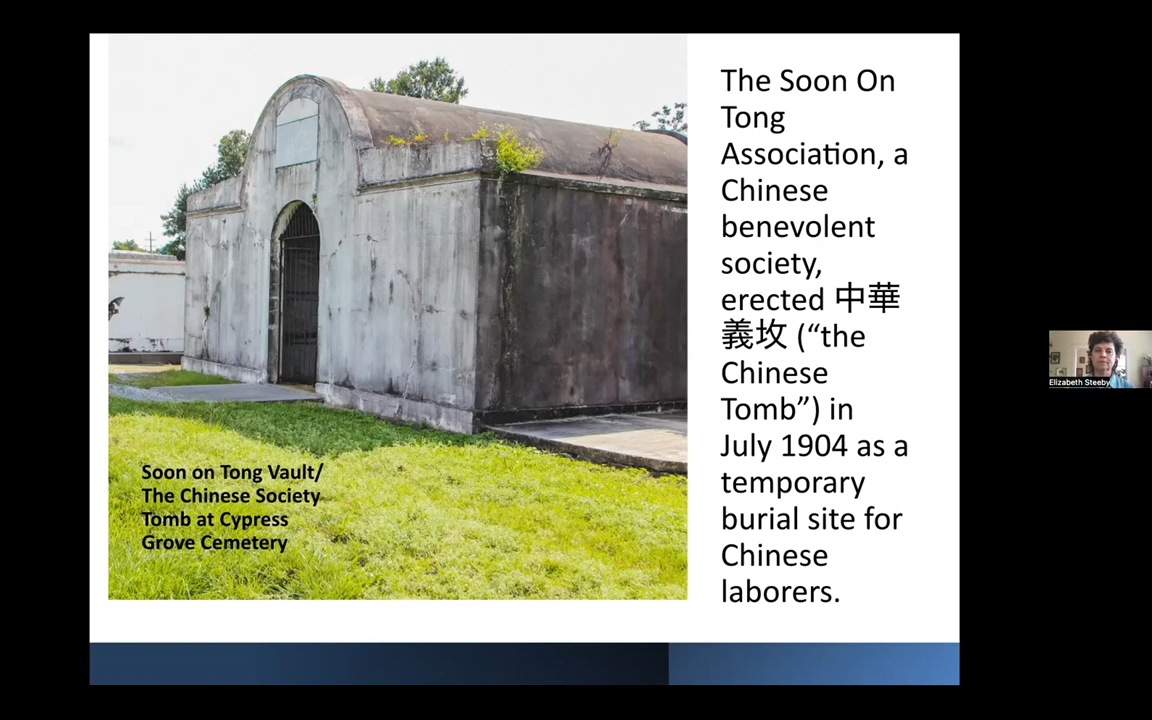 The Soon On
Tong
Association, a
Chinese
benevolent
society,
erected 中華
義坟 (“the
Chinese
Tomb”) in
July 1904 as a
temporary
burial site for
Chinese
laborers.
Soon on Tong Vault/
The Chinese Society
Tomb at Cypress
Grove Cemetery
Elizabeth Steeby